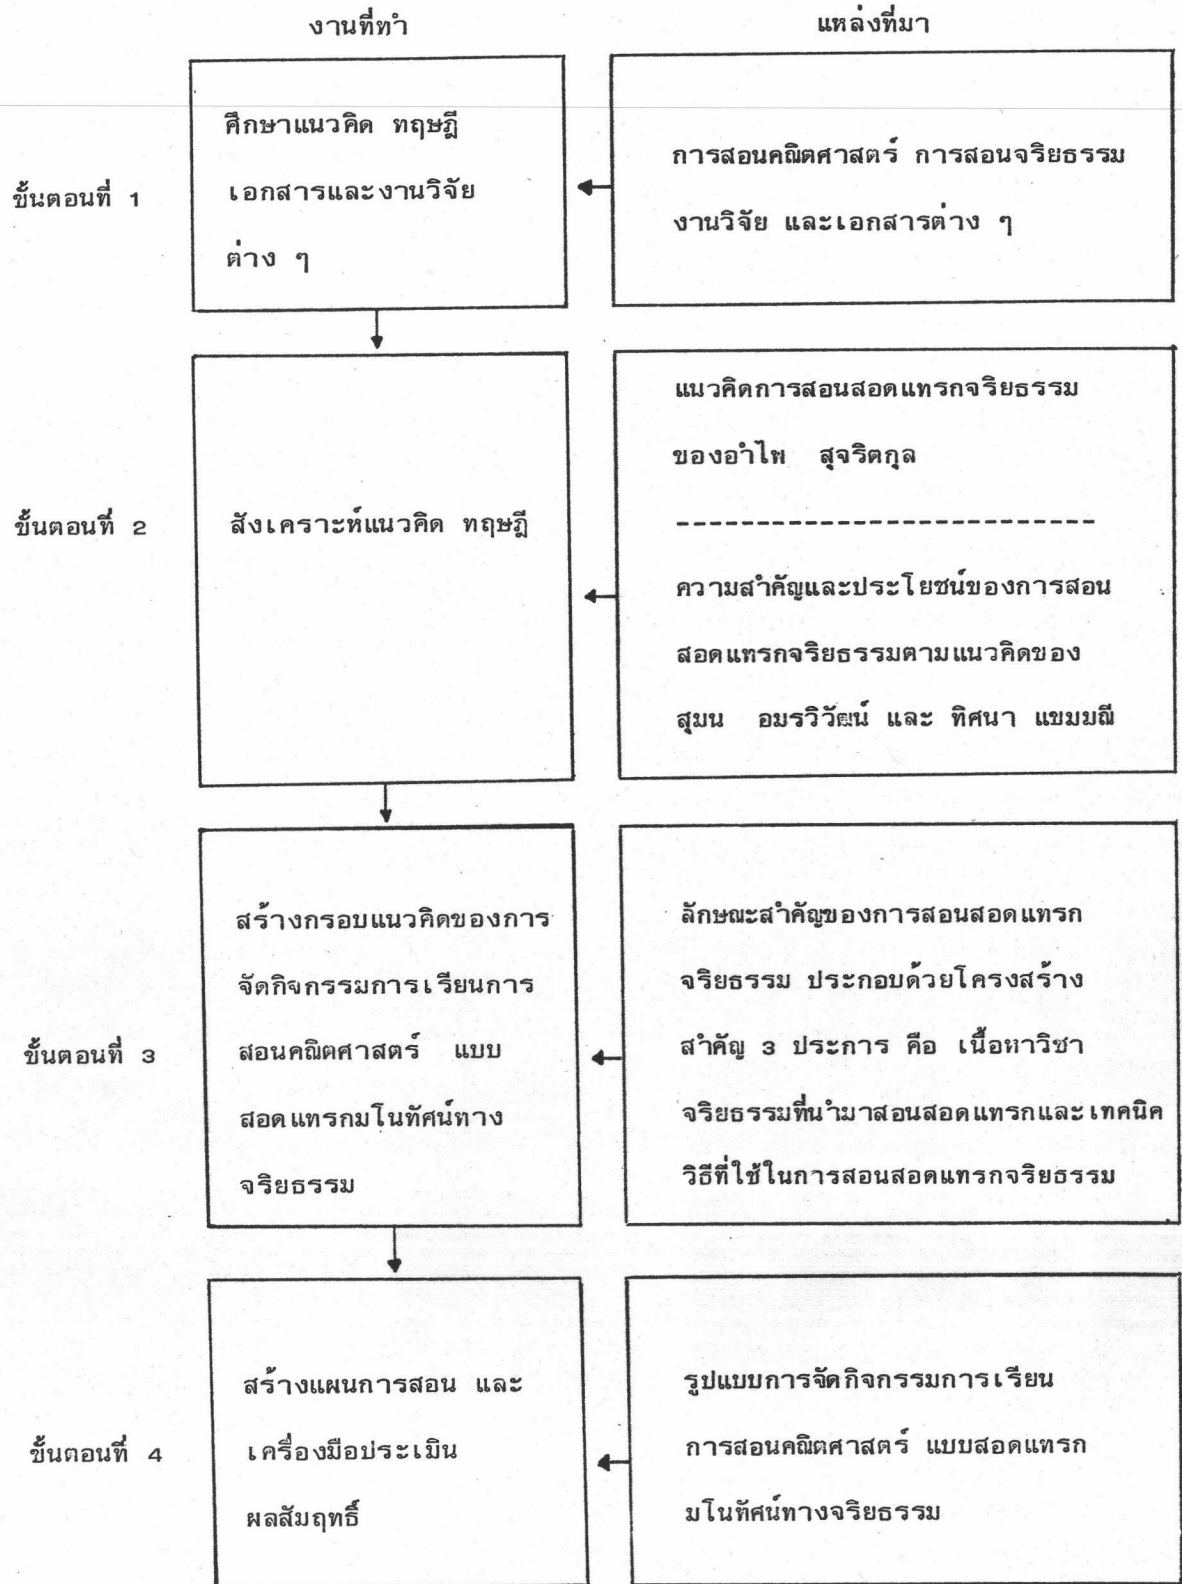 งานที่ทำ
แหล่งที่มา
ขั้นตอนที่ 1
ศึกษาแนวคิด ทฤษฎี
เอกสารและงานวิจัย
ต่าง ๆ
การสอนคณิตศาสตร์ การสอนจริยธรรม
งานวิจัย และเอกสารต่าง ๆ
ขั้นตอนที่ 2
สังเคราะห์แนวคิด ทฤษฎี
แนวคิดการสอนสอดแทรกจริยธรรม
ของอำไพ สุจริตกุล
--------------------------
ความสำคัญและประโยชน์ของการสอน
สอดแทรกจริยธรรมตามแนวคิดของ
สุมน อมรวิวัฒน์ และ ทิศนา แขมมณี
ขั้นตอนที่ 3
สร้างกรอบแนวคิดของการ
จัดกิจกรรมการเรียนการ
สอนคณิตศาสตร์ แบบ
สอดแทรกมโนทัศน์ทาง
จริยธรรม
ลักษณะสำคัญของการสอนสอดแทรก
จริยธรรม ประกอบด้วยโครงสร้าง
สำคัญ 3 ประการ คือ เนื้อหาวิชา
จริยธรรมที่นำมาสอนสอดแทรกและเทคนิค
วิธีที่ใช้ในการสอนสอดแทรกจริยธรรม
ขั้นตอนที่ 4
สร้างแผนการสอน และ
เครื่องมือประเมิน
ผลสัมฤทธิ์
รูปแบบการจัดกิจกรรมการเรียน
การสอนคณิตศาสตร์ แบบสอดแทรก
มโนทัศน์ทางจริยธรรม